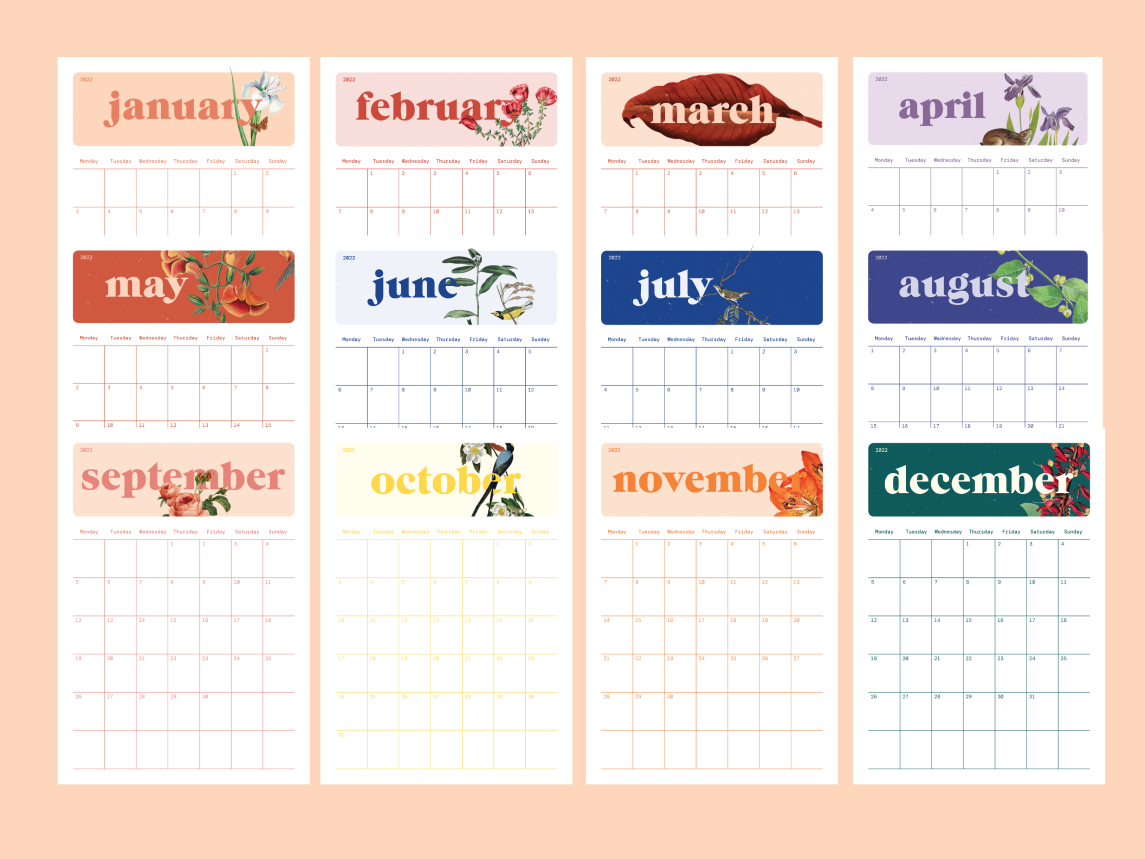 2022
january
Monday Tuesday Wednesday Thursday Friday Saturday Sunday
1 2
3 4 5 6 7 8 9
2022
february
Monday Tuesday Wednesday Thursday Friday Saturday Sunday
1 2 3 4 5 6
7 8 9 10 11 12 13
2022
march
Monday Tuesday Wednesday Thursday Friday Saturday Sunday
1 2 3 4 5 6
7 8 9 10 11 12 13
2022
april
Monday Tuesday Wednesday Thursday Friday Saturday Sunday
1 2 3
4 5 6 7 8 9 10
2022
may
Monday Tuesday Wednesday Thursday Friday Saturday Sunday
1
2 3 4 5 6 7 8
9 10 11 12 13 14 15
2022
june
Monday Tuesday Wednesday Thursday Friday Saturday Sunday
1 2 3 4 5
6 7 8 9 10 11 12
2022
july
Monday Tuesday Wednesday Thursday Friday Saturday Sunday
1 2 3
4 5 6 7 8 9 10
2022
august
Monday Tuesday Wednesday Thursday Friday Saturday Sunday
1 2 3 4 5 6 7
8 9 10 11 12 13 14
15 16 17 18 19 20 21
2022
september
Monday Tuesday Wednesday Thursday Friday Saturday Sunday
1 2 3 4
5 6 7 8 9 10 11
12 13 14 15 16 17 18
19 20 21 22 23 24 25
26 27 28 29 30
2022
october
Monday Tuesday Wednesday Thursday Friday Saturday Sunday
1 2
3 4 5 6 7 8 9
10 11 12 13 14 15 16
17 18 19 20 21 22 23
24 25 26 27 28 29 30
31
2022
november
Monday Tuesday Wednesday Thursday Friday Saturday Sunday
1 2 3 4 5 6
7 8 9 10 11 12 13
14 15 16 17 18 19 20
21 22 23 24 25 26 27
28 29 30
2022
december
Monday Tuesday Wednesday Thursday Friday Saturday Sunday
1 2 3 4
5 6 7 8 9 10 11
12 13 14 15 16 17 18
19 20 21 22 23 24 25
26 27 28 29 30 31